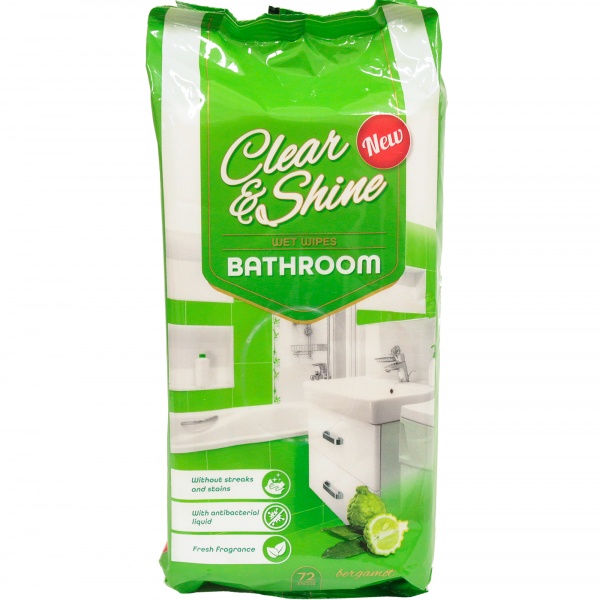 Clear
& Shine
New
WET WIPES
BATHROOM
Without streaks
and stains
With antibacterial
liquid
Fresh fragrance
72
bergamot